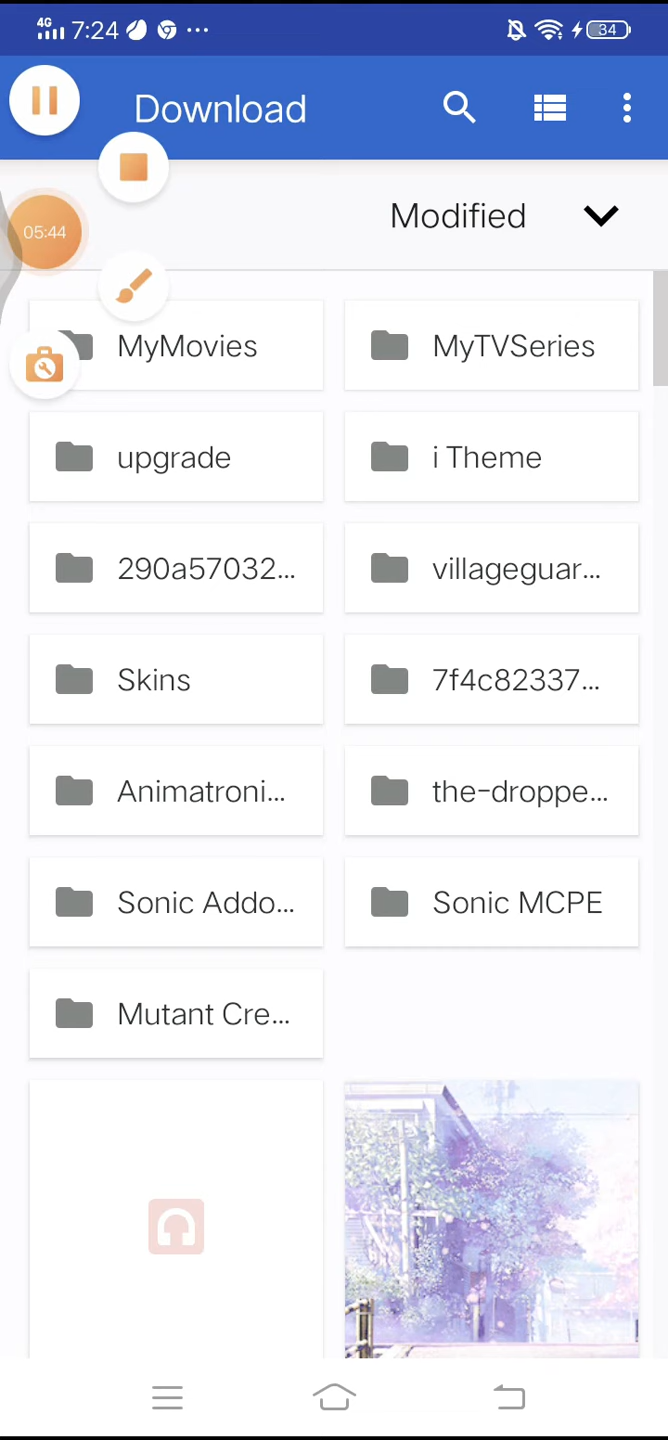 4G 7:24 34
Download
Modified
05:44
MyMovies MyTVSeries
upgrade i Theme
290a57032... villageguar...
Skins 7f4c82337...
Animatroni... the-droppe...
Sonic Addo... Sonic MCPE
Mutant Cre...